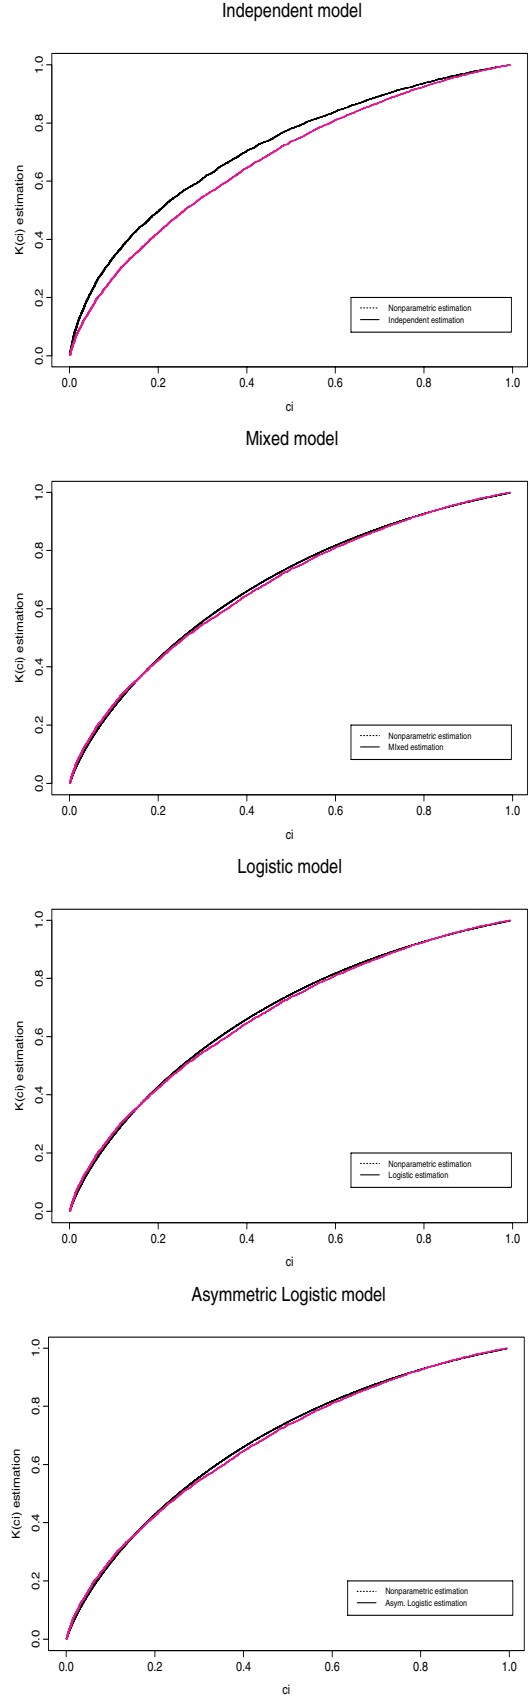 Independent model
K(ci) estimation
0.0 0.2 0.4 0.6 0.8 1.0
Nonparametric estimation
Independent estimation
0.0 0.2 0.4 0.6 0.8 1.0
ci
Mixed model
K(ci) estimation
0.0 0.2 0.4 0.6 0.8 1.0
Nonparametric estimation
MIxed estimation
0.0 0.2 0.4 0.6 0.8 1.0
ci
Logistic model
K(ci) estimation
0.0 0.2 0.4 0.6 0.8 1.0
Nonparametric estimation
Logistic estimation
0.0 0.2 0.4 0.6 0.8 1.0
ci
Asymmetric Logistic model
K(ci) estimation
0.0 0.2 0.4 0.6 0.8 1.0
Nonparametric estimation
Asym. Logistic estimation
0.0 0.2 0.4 0.6 0.8 1.0
ci